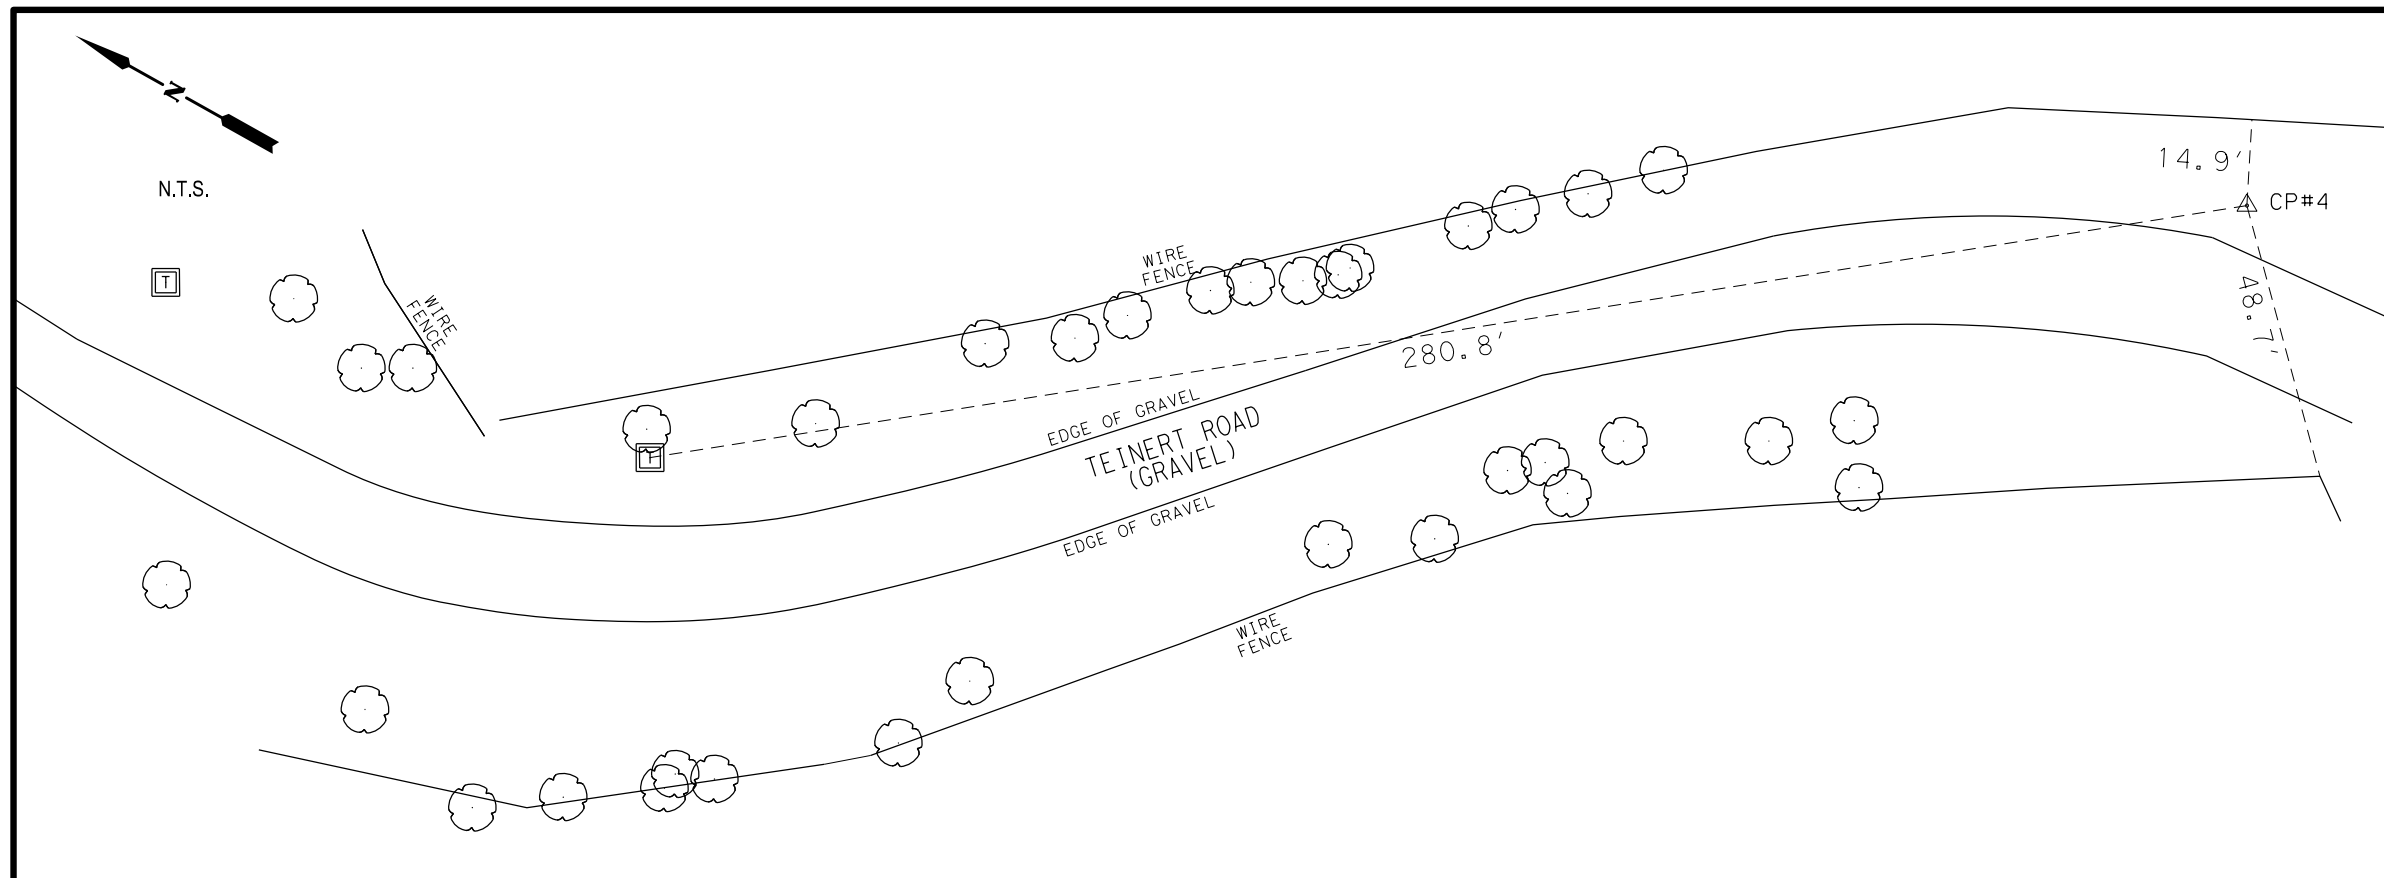 N
N.T.S.
T
WIRE
FENCE
WIRE
FENCE
14.9'
CP#4
48.7'
280.8'
T
EDGE OF GRAVEL
TEINERT ROAD
(GRAVEL)
EDGE OF GRAVEL
WIRE
FENCE